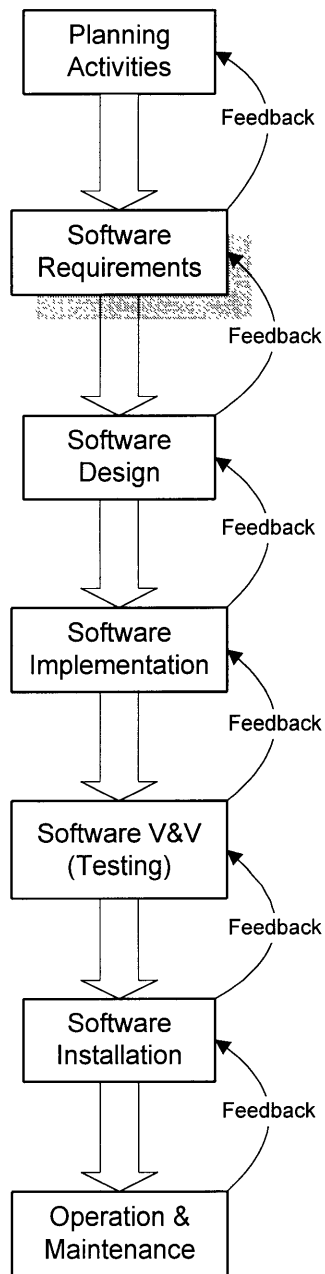 Planning
Activities
Feedback
Software
Requirements
Feedback
Software
Design
Feedback
Software
Implementation
Feedback
Software V&V
(Testing)
Feedback
Software
Installation
Feedback
Operation &
Maintenance